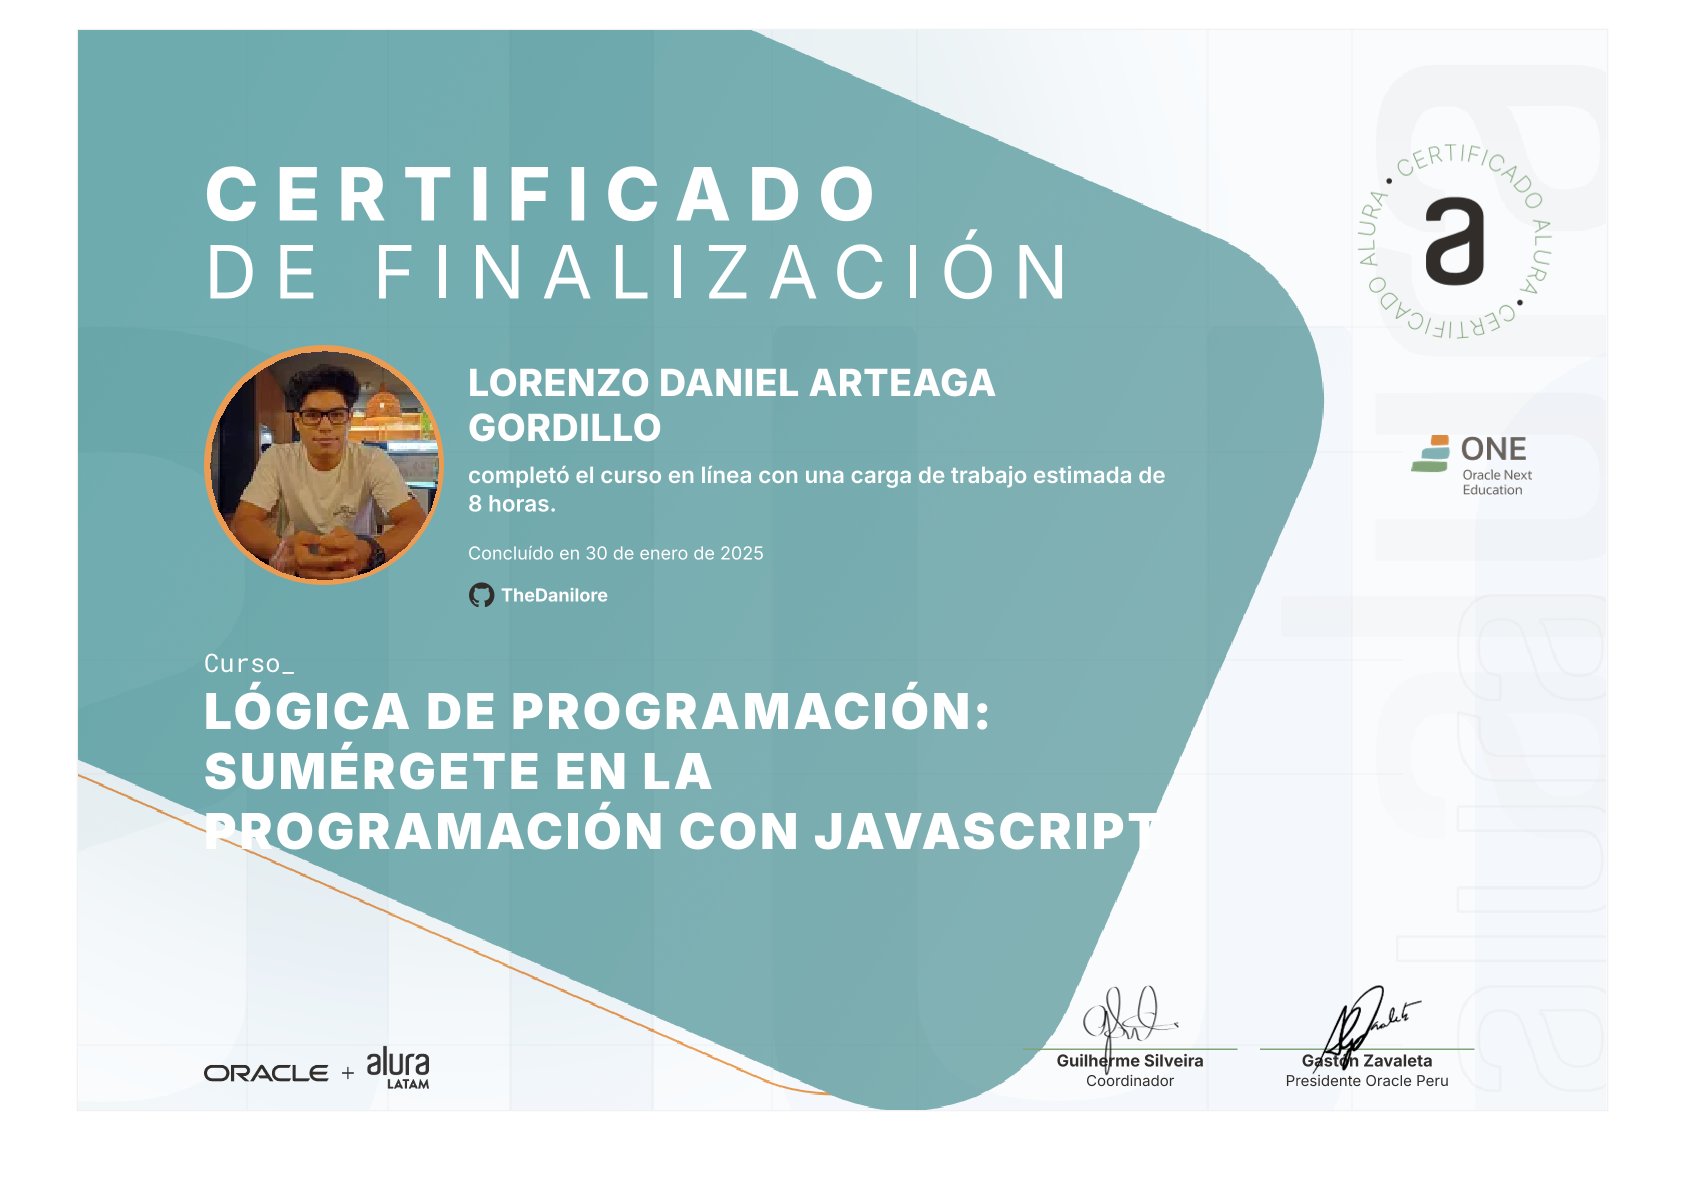 CERTIFICADO
DE FINALIZACIÓN
CERTIFICADO ALURA • CERTIFICADO ALURA •
a
LORENZO DANIEL ARTEAGA
GORDILLO
completó el curso en línea con una carga de trabajo estimada de
8 horas.
Concluído en 30 de enero de 2025
TheDanilore
ONE
Oracle Next
Education
Curso_
LÓGICA DE PROGRAMACIÓN:
SUMÉRGETE EN LA
PROGRAMACIÓN CON JAVASCRIPT
alura
alura
ORACLE + alura
LATAM
Guilherme Silveira
Coordinador
Gastón Zavaleta
Presidente Oracle Peru